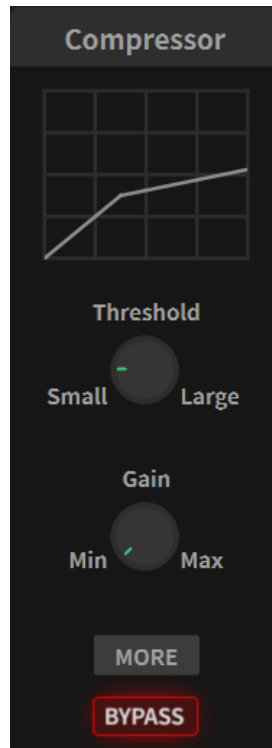 Compressor
Threshold
Small Large
Gain
Min Max
MORE
BYPASS